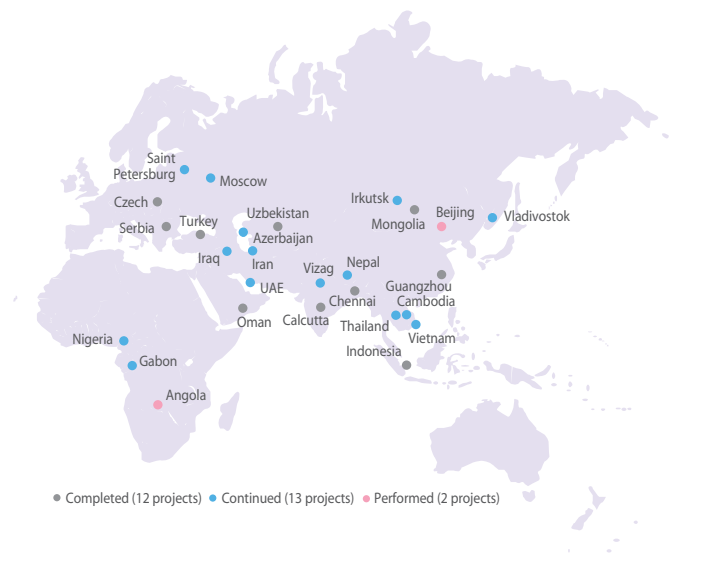 Saint
Petersburg
Moscow
Czech
Serbia
Turkey
Uzbekistan
Azerbaijan
Iraq
Iran
UAE
Oman
Irkutsk
Mongolia
Beijing
Vladivostok
Vizag
Nepal
Chennai
Calcutta
Guangzhou
Cambodia
Thailand
Vietnam
Indonesia
Nigeria
Gabon
Angola
Completed (12 projects) Continued (13 projects) Performed (2 projects)